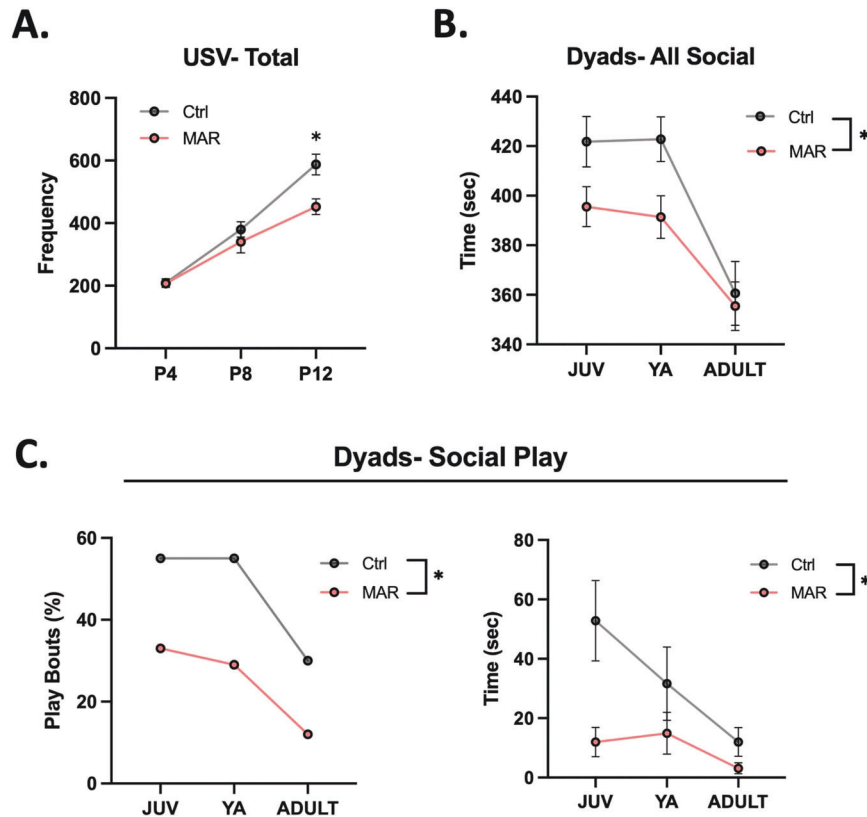 A.
USV- Total
Ctrl
MAR
*
Frequency
800
600
400
200
0
P4 P8 P12
B.
Dyads- All Social
Ctrl
MAR
*
Time (sec)
440
420
400
380
360
340
JUV YA ADULT
C.
Dyads- Social Play
Ctrl
MAR
*
Play Bouts (%)
60
40
20
0
JUV YA ADULT
Ctrl
MAR
*
Time (sec)
80
60
40
20
0
JUV YA ADULT